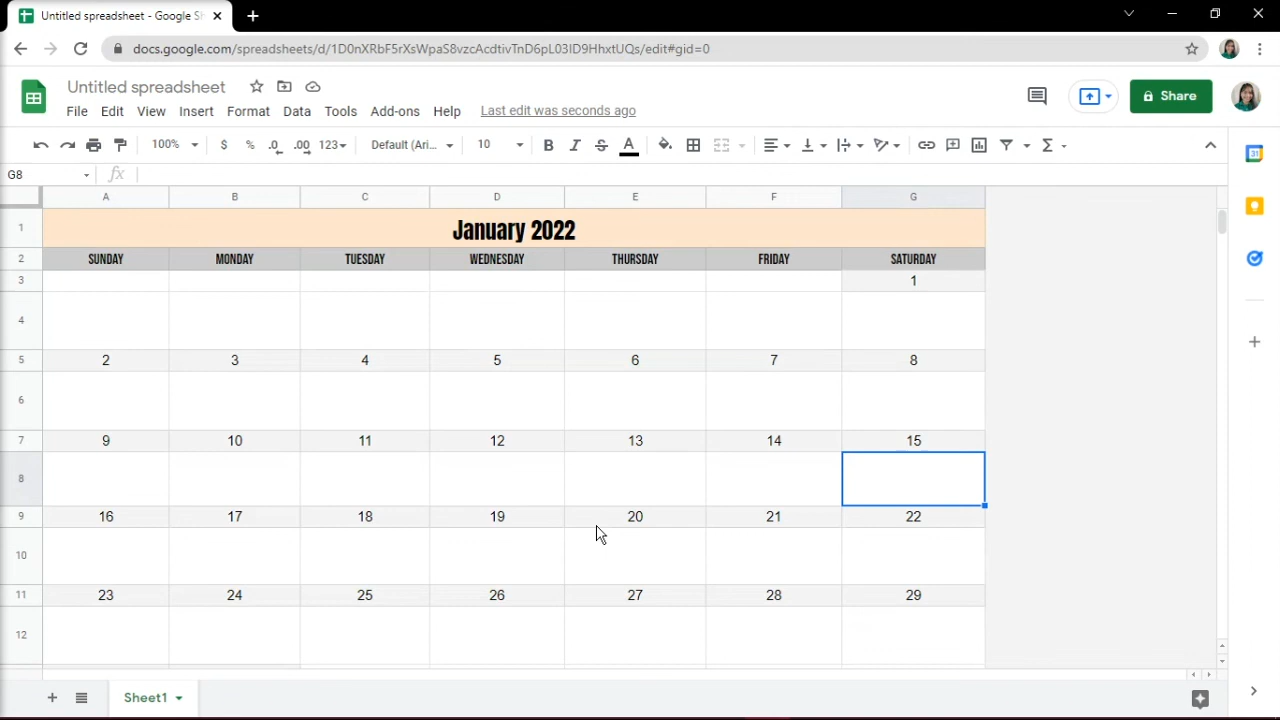 Untitled spreadsheet - Google S
docs.google.com/spreadsheets/d/1D0nXRbF5rXsWpaS8vzcAcdtivTnD6pL03ID9HhxtUQs/edit#gid=0
Untitled spreadsheet
File Edit View Insert Format Data Tools Add-ons Help Last edit was seconds ago
Share
100% $ % .0 .00 123 Default (Ari... 10 B I S A
G8 fx
A B C D E F G
1 January 2022
2 SUNDAY MONDAY TUESDAY WEDNESDAY THURSDAY FRIDAY SATURDAY
3 1
4
5 2 3 4 5 6 7 8
6
7 9 10 11 12 13 14 15
8
9 16 17 18 19 20 21 22
10
11 23 24 25 26 27 28 29
12
Sheet1